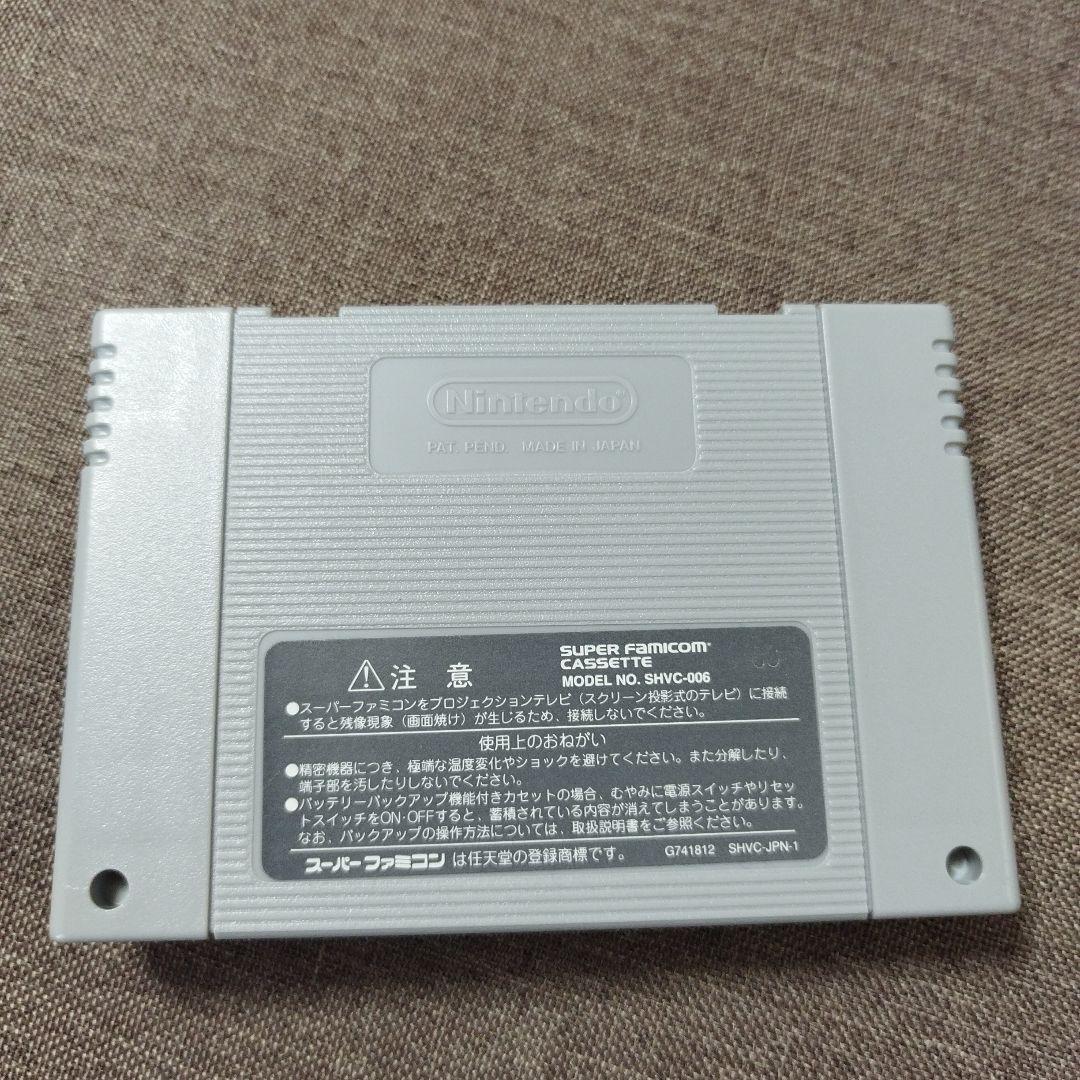 Nintendo
PAT. PEND. MADE IN JAPAN
⚠注意
SUPER FAMICOM
CASSETTE
MODEL NO. SHVC-006
●スーパーファミコンをプロジェクションテレビ(スクリーン投影式のテレビ)に接続
すると残像現象(画面焼け)が生じるため、接続しないでください。
使用上のおねがい
●精密機器につき、極端な温度変化やショックを避けてください。また分解したり、
端子部を汚したりしないでください。
●バッテリーバックアップ機能付きカセットの場合、むやみに電源スイッチやリセッ
トスイッチをON・OFFすると、蓄積されている内容が消えてしまうことがあります。
なお、バックアップの操作方法については、取扱説明書をご参照ください。
スーパーファミコンは任天堂の登録商標です。
G741812 SHVC-JPN-1